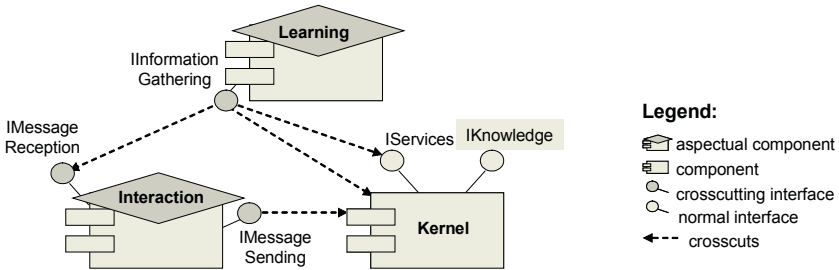 Learning
IInformation
Gathering
IMessage
Reception
IServices
IKnowledge
Interaction
Kernel
IMessage
Sending
Legend:
aspectual component
component
crosscutting interface
normal interface
crosscuts